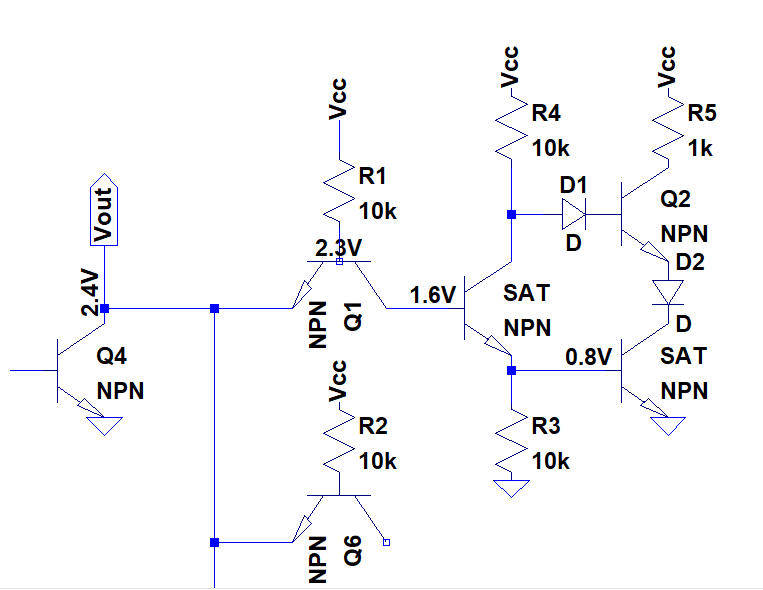 Vcc
Vcc
Vcc
R4
10k
R5
1k
R1
10k
D1
D
Q2
NPN
Vout
2.3V
D2
2.4V
1.6V
SAT
NPN
NPN
Q1
D
Q4
NPN
0.8V
SAT
NPN
Vcc
R2
10k
R3
10k
NPN
Q6